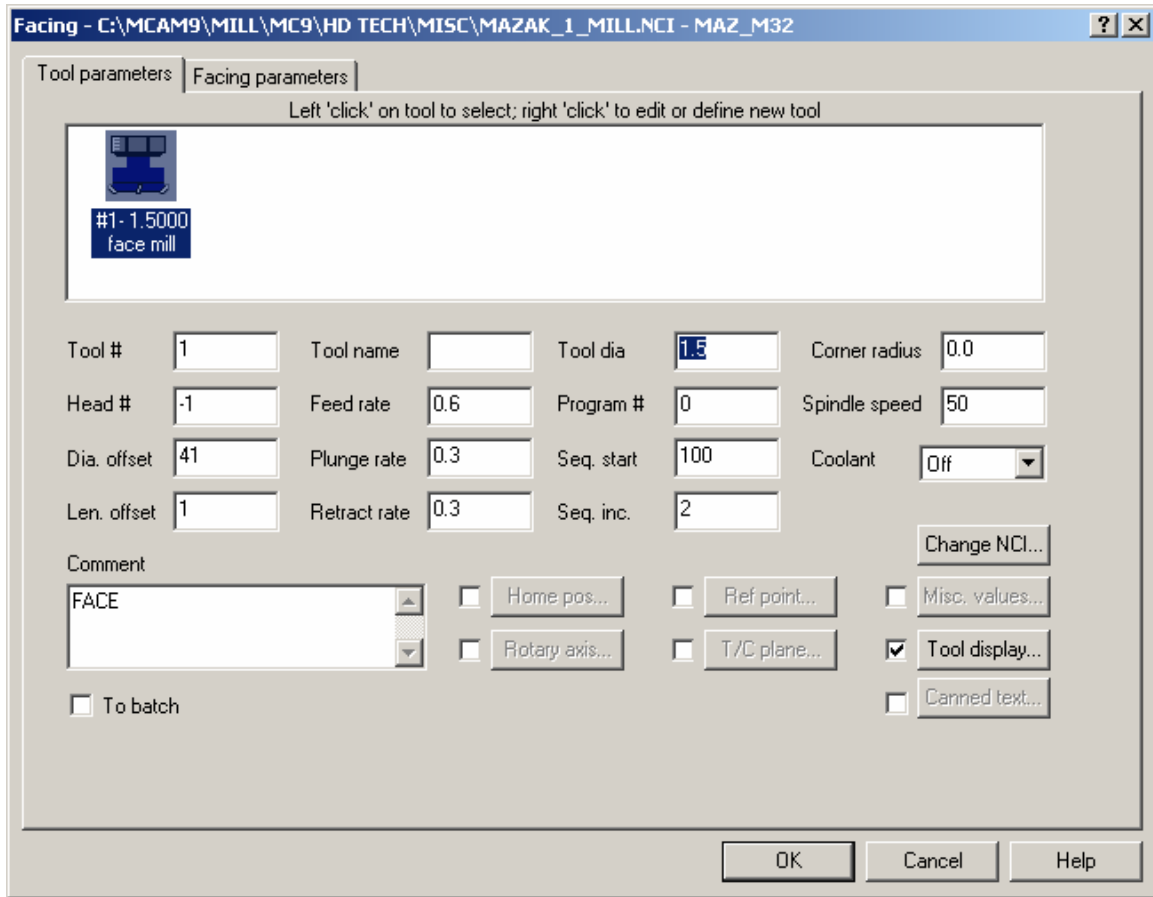 Facing - C:\MCAM9\MILL\MC9\HD TECH\MISC\MAZAK_1_MILL.NCI - MAZ_M32
Tool parameters Facing parameters
Left 'click' on tool to select; right 'click' to edit or define new tool
#1- 1.5000
face mill
Tool # 1 Tool name Tool dia 1.5 Corner radius 0.0
Head # -1 Feed rate 0.6 Program # 0 Spindle speed 50
Dia. offset 41 Plunge rate 0.3 Seq. start 100 Coolant Off
Len. offset 1 Retract rate 0.3 Seq. inc. 2
Change NCI...
Comment
FACE
Home pos... Ref point... Misc. values...
Rotary axis... T/C plane... Tool display...
To batch Canned text...
OK Cancel Help